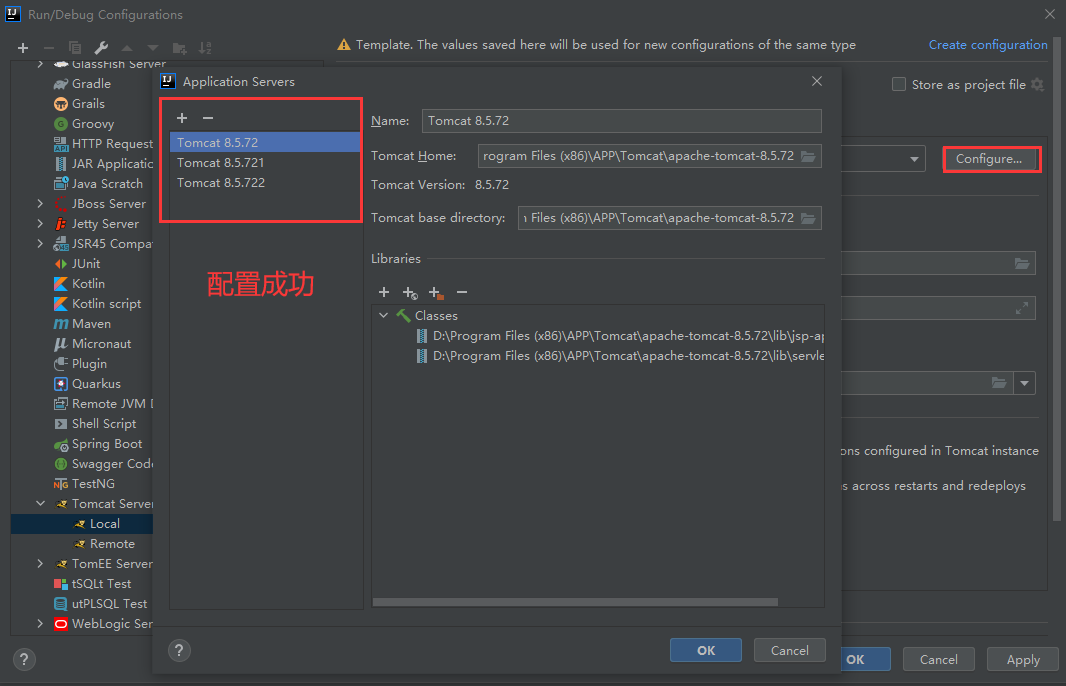 Run/Debug Configurations
Template. The values saved here will be used for new configurations of the same type
Create configuration
GlassFish Server
Gradle
Grails
Groovy
HTTP Request
JAR Applicatio
Java Scratch
JBoss Server
Jetty Server
JSR45 Compa
JUnit
Kotlin
Kotlin script
Maven
Micronaut
Plugin
Quarkus
Remote JVM D
Shell Script
Spring Boot
Swagger Code
TestNG
Tomcat Server
Local
Remote
TomEE Server
tSQLt Test
utPLSQL Test
WebLogic Ser
Application Servers
Tomcat 8.5.72
Tomcat 8.5.721
Tomcat 8.5.722
配置成功
Name: Tomcat 8.5.72
Tomcat Home: rogram Files (x86)\APP\Tomcat\apache-tomcat-8.5.72
Tomcat Version: 8.5.72
Tomcat base directory: Files (x86)\APP\Tomcat\apache-tomcat-8.5.72
Libraries
Classes
D:\Program Files (x86)\APP\Tomcat\apache-tomcat-8.5.72\lib\jsp-ap
D:\Program Files (x86)\APP\Tomcat\apache-tomcat-8.5.72\lib\servle
?
OK
Cancel
Store as project file
Configure...
ons configured in Tomcat instance
s across restarts and redeploys
?
OK
Cancel
Apply